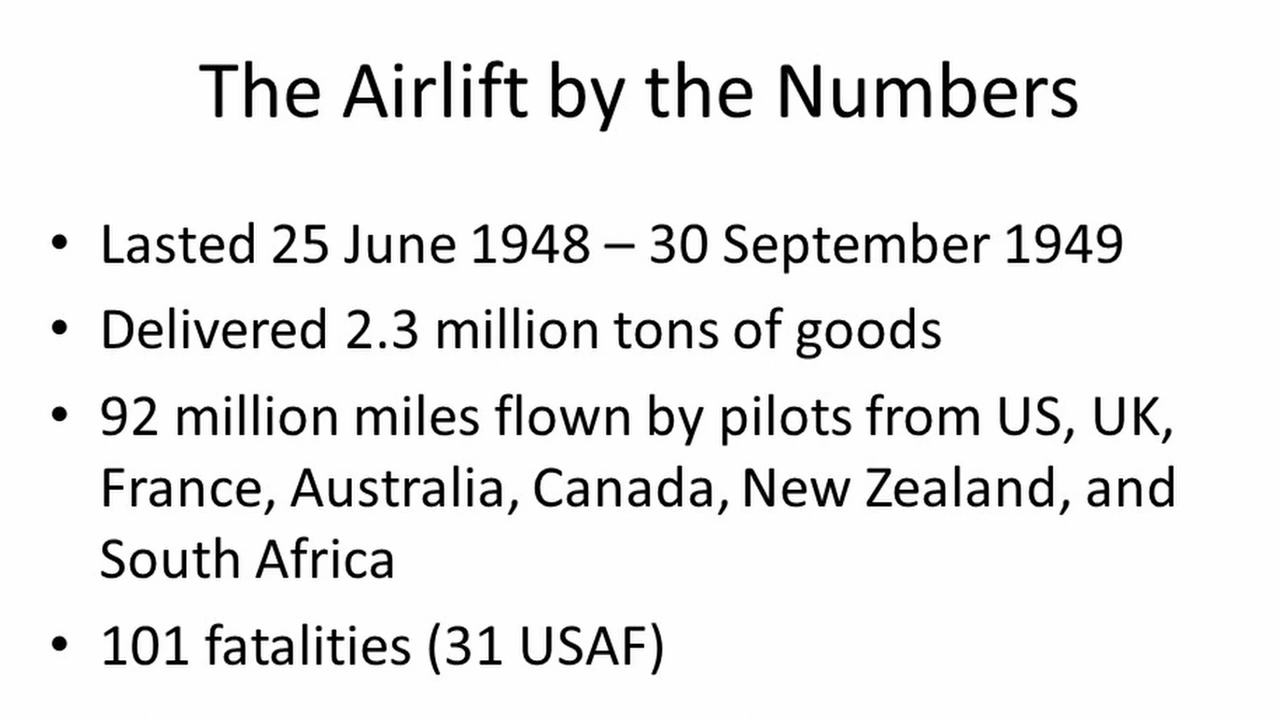 The Airlift by the Numbers
• Lasted 25 June 1948 – 30 September 1949
• Delivered 2.3 million tons of goods
• 92 million miles flown by pilots from US, UK,
France, Australia, Canada, New Zealand, and
South Africa
• 101 fatalities (31 USAF)